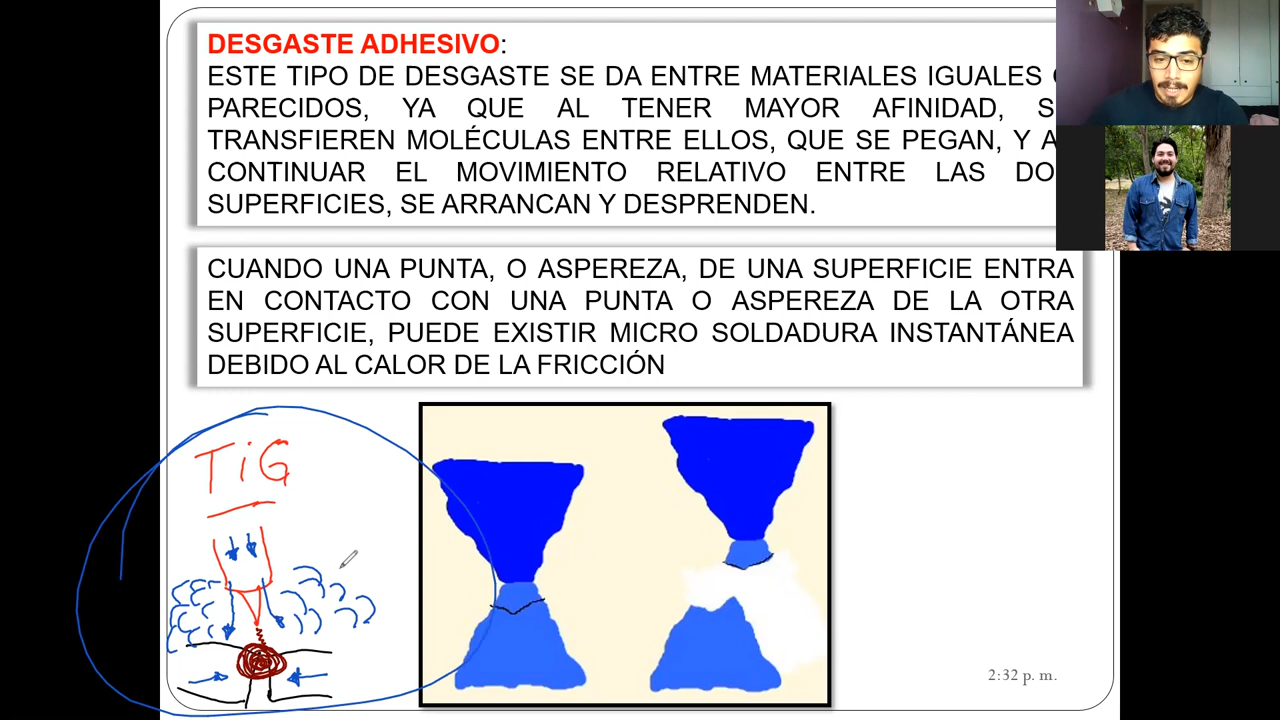 DESGASTE ADHESIVO:
ESTE TIPO DE DESGASTE SE DA ENTRE MATERIALES IGUALES
PARECIDOS, YA QUE AL TENER MAYOR AFINIDAD, S
TRANSFIEREN MOLÉCULAS ENTRE ELLOS, QUE SE PEGAN, Y A
CONTINUAR EL MOVIMIENTO RELATIVO ENTRE LAS DO
SUPERFICIES, SE ARRANCAN Y DESPRENDEN.
CUANDO UNA PUNTA, O ASPEREZA, DE UNA SUPERFICIE ENTRA
EN CONTACTO CON UNA PUNTA O ASPEREZA DE LA OTRA
SUPERFICIE, PUEDE EXISTIR MICRO SOLDADURA INSTANTÁNEA
DEBIDO AL CALOR DE LA FRICCIÓN
TiG
2:32 p. m.